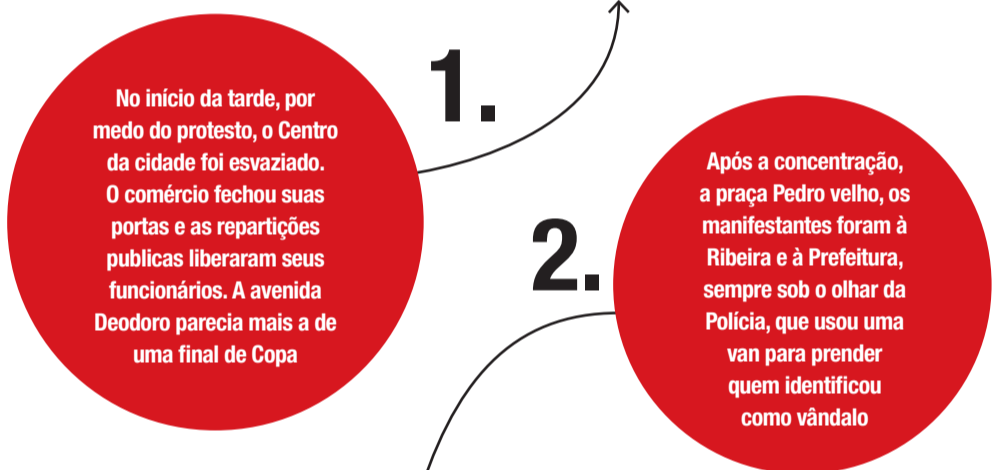 1.
No início da tarde, por
medo do protesto, o Centro
da cidade foi esvaziado.
O comércio fechou suas
portas e as repartições
publicas liberaram seus
funcionários. A avenida
Deodoro parecia mais a de
uma final de Copa
2.
Após a concentração,
a praça Pedro velho, os
manifestantes foram à
Ribeira e à Prefeitura,
sempre sob o olhar da
Polícia, que usou uma
van para prender
quem identificou
como vândalo